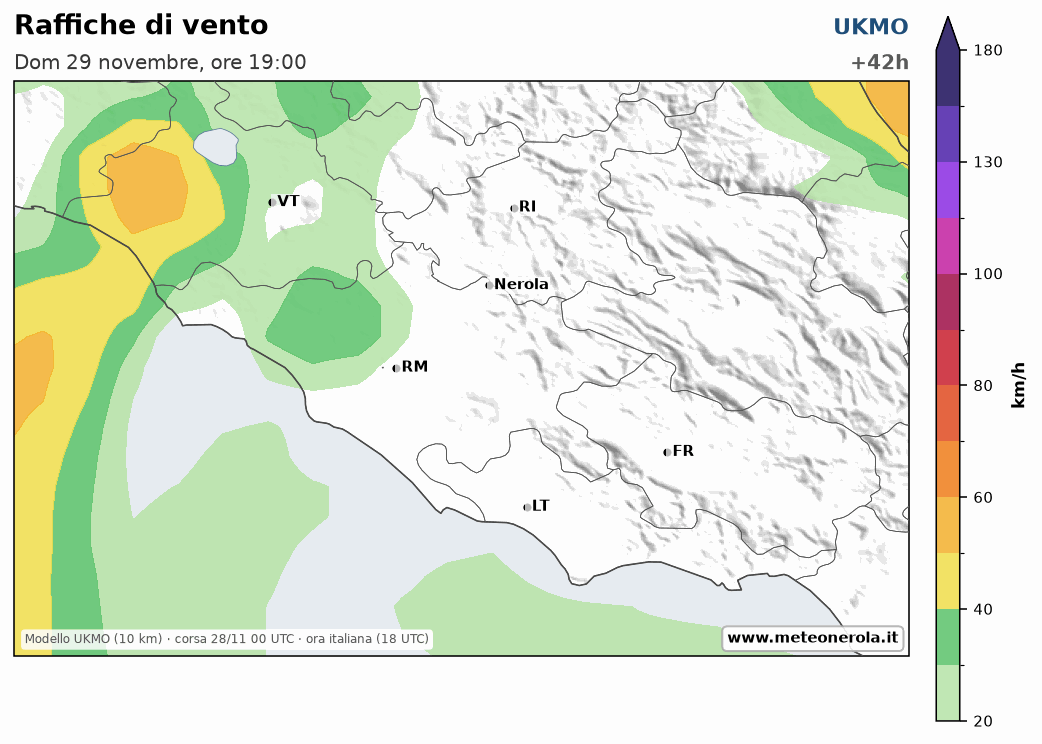 Raffiche di vento
UKMO
Dom 29 novembre, ore 19:00
+42h
VT
RI
Nerola
RM
FR
LT
Modello UKMO (10 km) · corsa 28/11 00 UTC · ora italiana (18 UTC)
www.meteonerola.it
180
130
100
80
60
40
20
km/h